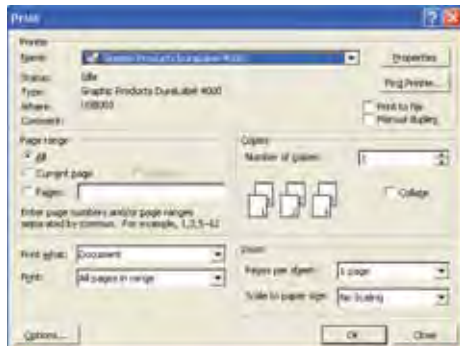 Print
Printer
Name: Graphic Products DuraLabel 4000
Properties
Status: Idle
Type: Graphic Products DuraLabel 4000
Find Printer...
Where: USB001
Print to file
Comment:
Manual duplex
Page range
All
Current page
Pages:
Enter page numbers and/or page ranges
separated by commas. For example, 1,3,5–12
Copies
Number of copies: 1
Collate
Print what: Document
Print: All pages in range
Zoom
Pages per sheet: 1 page
Scale to paper size: No Scaling
Options...
OK
Close